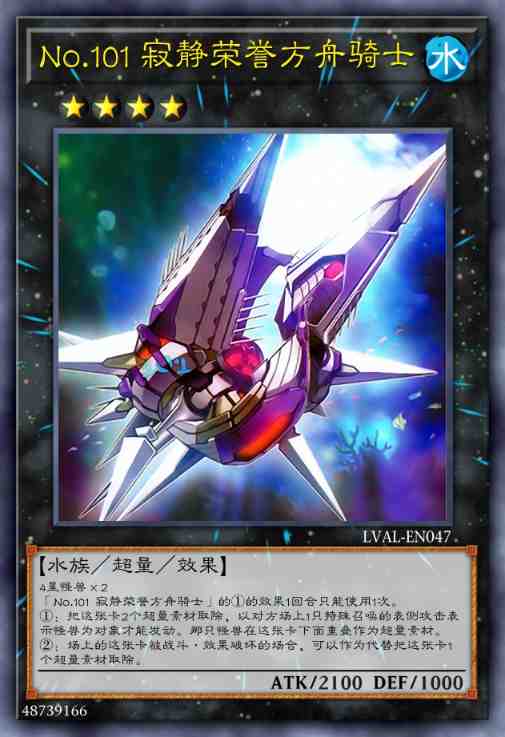 No.101 寂静荣誉方舟骑士 水
LVAL-EN047
【水族／超量／效果】
4星怪兽×2
「No.101 寂静荣誉方舟骑士」的①的效果1回合只能使用1次。
①：把这张卡2个超量素材取除，以对方场上1只特殊召唤的表侧攻击表
示怪兽为对象才能发动。那只怪兽在这张卡下面重叠作为超量素材。
②：场上的这张卡被战斗·效果破坏的场合，可以作为代替把这张卡1
个超量素材取除。
ATK/2100 DEF/1000
48739166